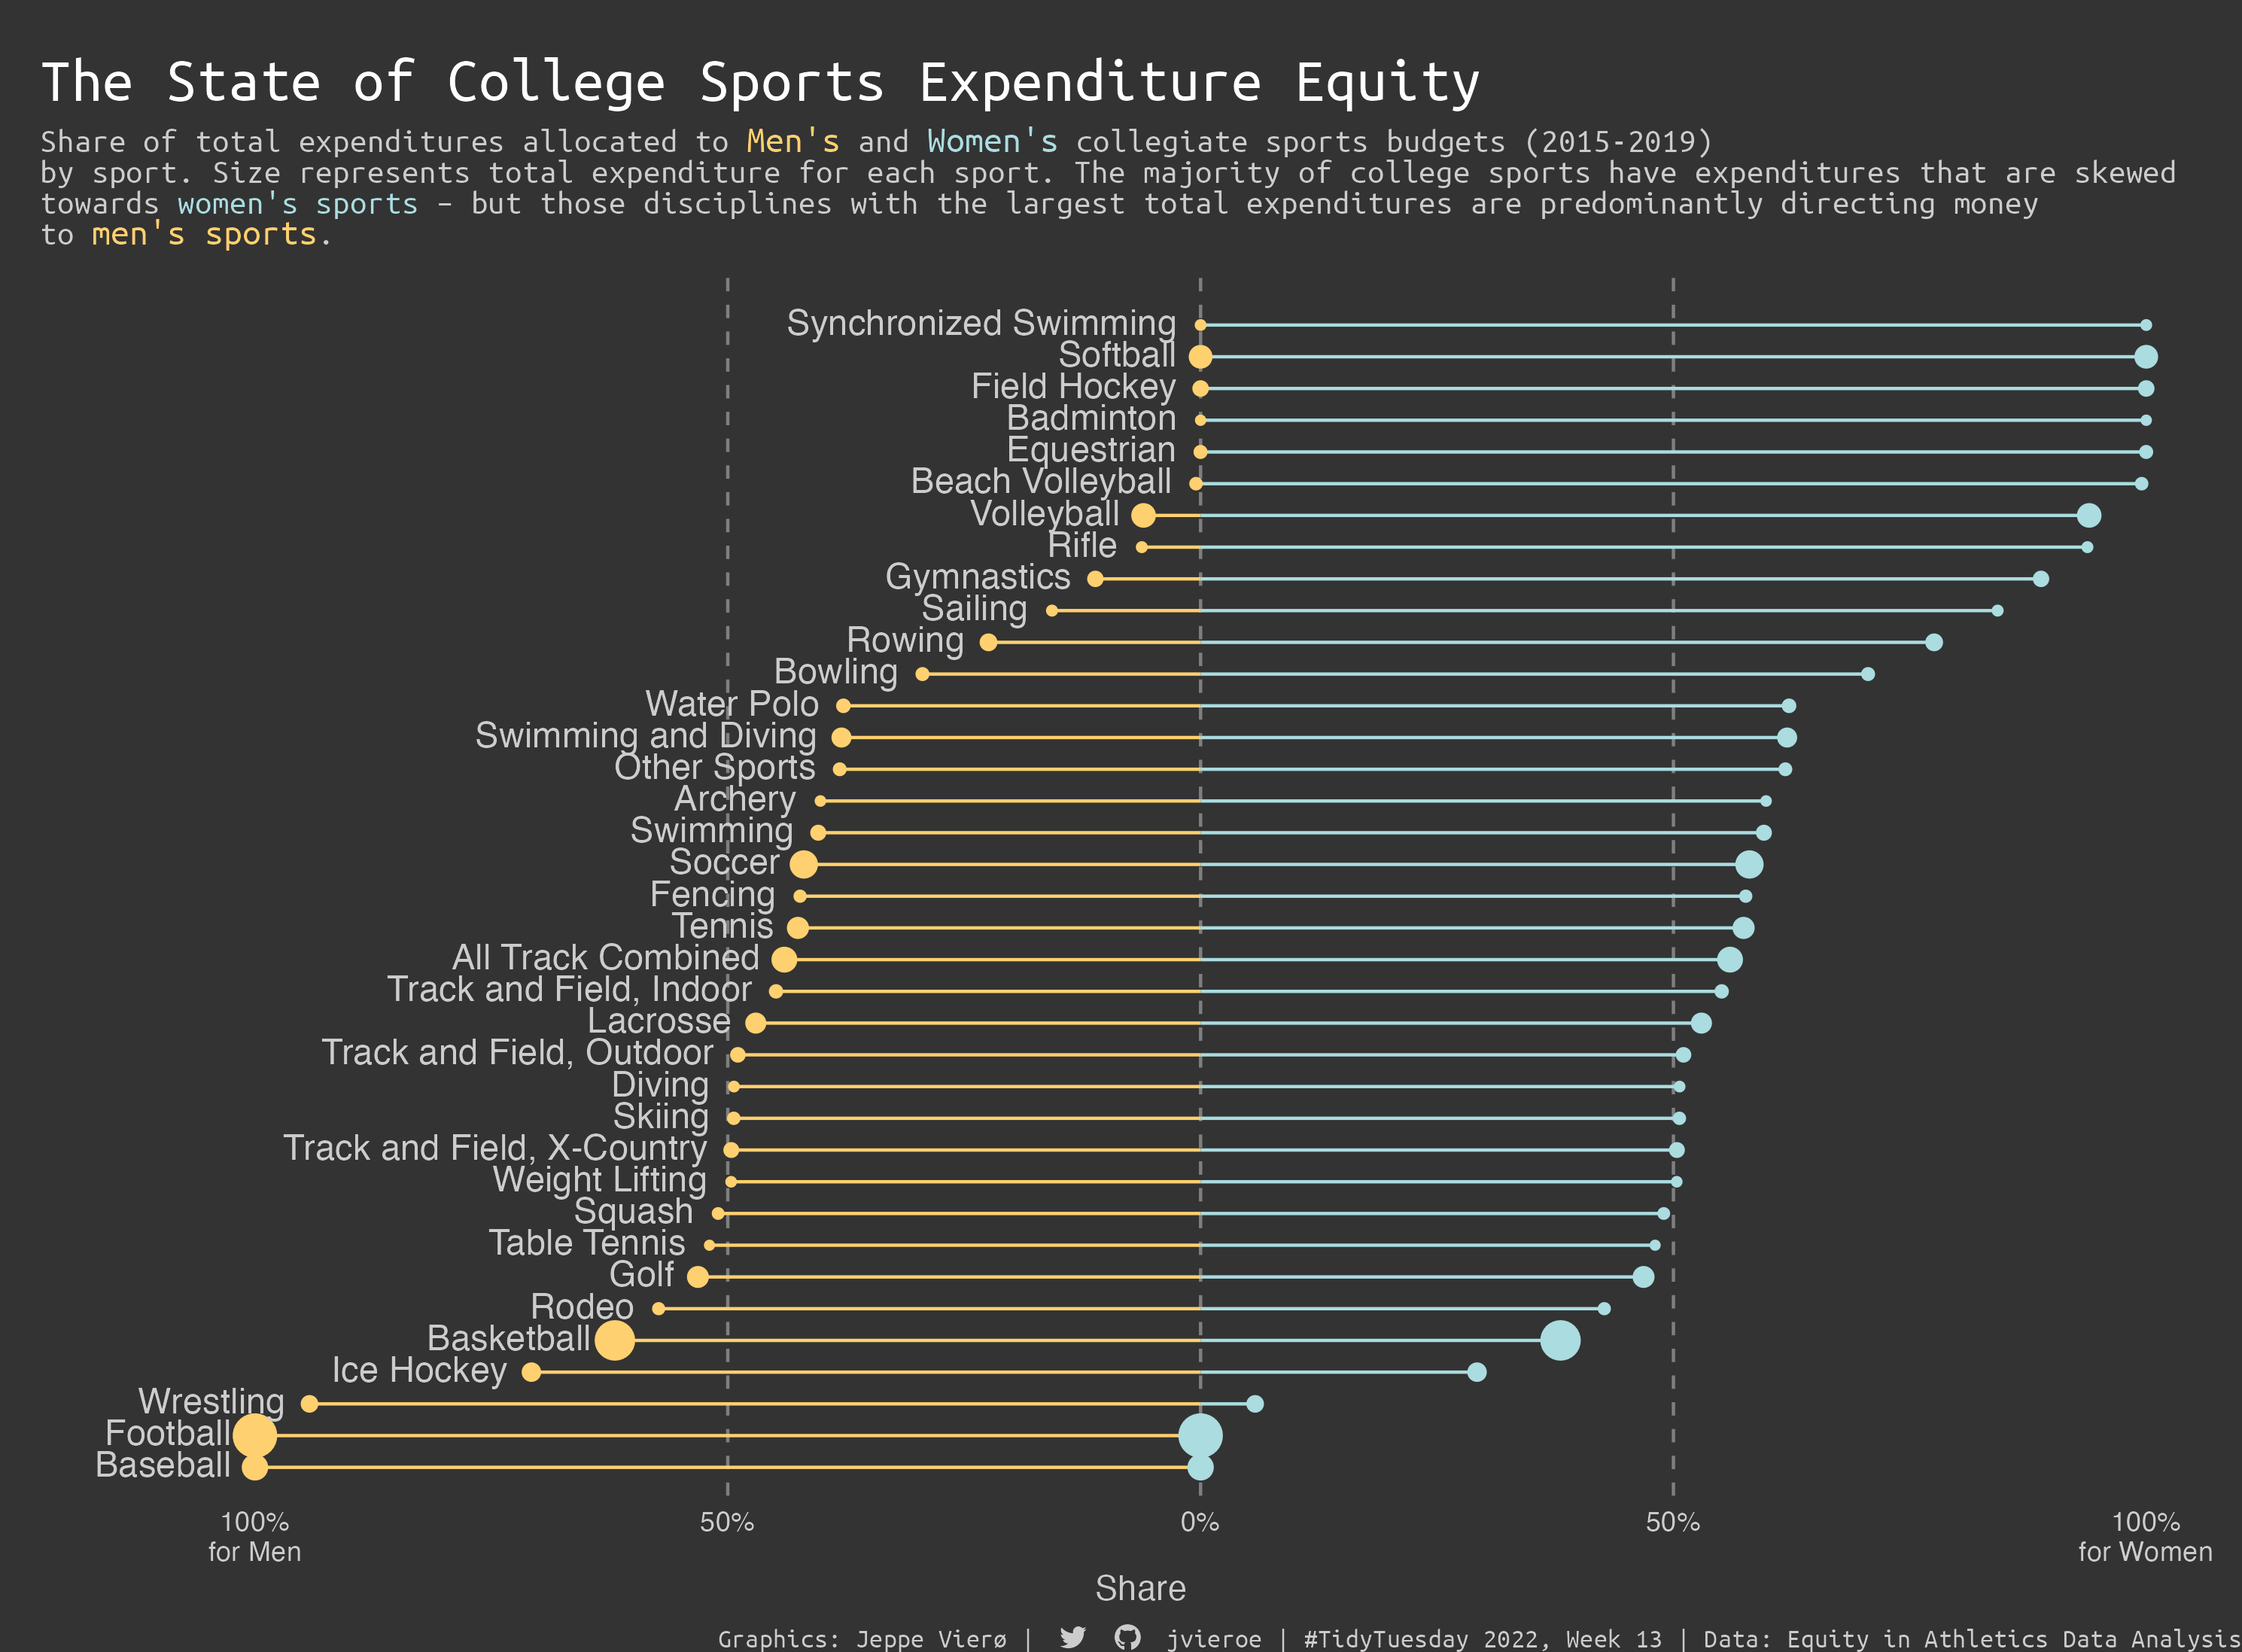 The State of College Sports Expenditure Equity
Share of total expenditures allocated to Men's and Women's collegiate sports budgets (2015-2019)
by sport. Size represents total expenditure for each sport. The majority of college sports have expenditures that are skewed
towards women's sports – but those disciplines with the largest total expenditures are predominantly directing money
to men's sports.
Synchronized Swimming
Softball
Field Hockey
Badminton
Equestrian
Beach Volleyball
Volleyball
Rifle
Gymnastics
Sailing
Rowing
Bowling
Water Polo
Swimming and Diving
Other Sports
Archery
Swimming
Soccer
Fencing
Tennis
All Track Combined
Track and Field, Indoor
Lacrosse
Track and Field, Outdoor
Diving
Skiing
Track and Field, X-Country
Weight Lifting
Squash
Table Tennis
Golf
Rodeo
Basketball
Ice Hockey
Wrestling
Football
Baseball
100% 50% 0% 50% 100%
for Men for Women
Share
Graphics: Jeppe Vierø | jvieroe | #TidyTuesday 2022, Week 13 | Data: Equity in Athletics Data Analysis